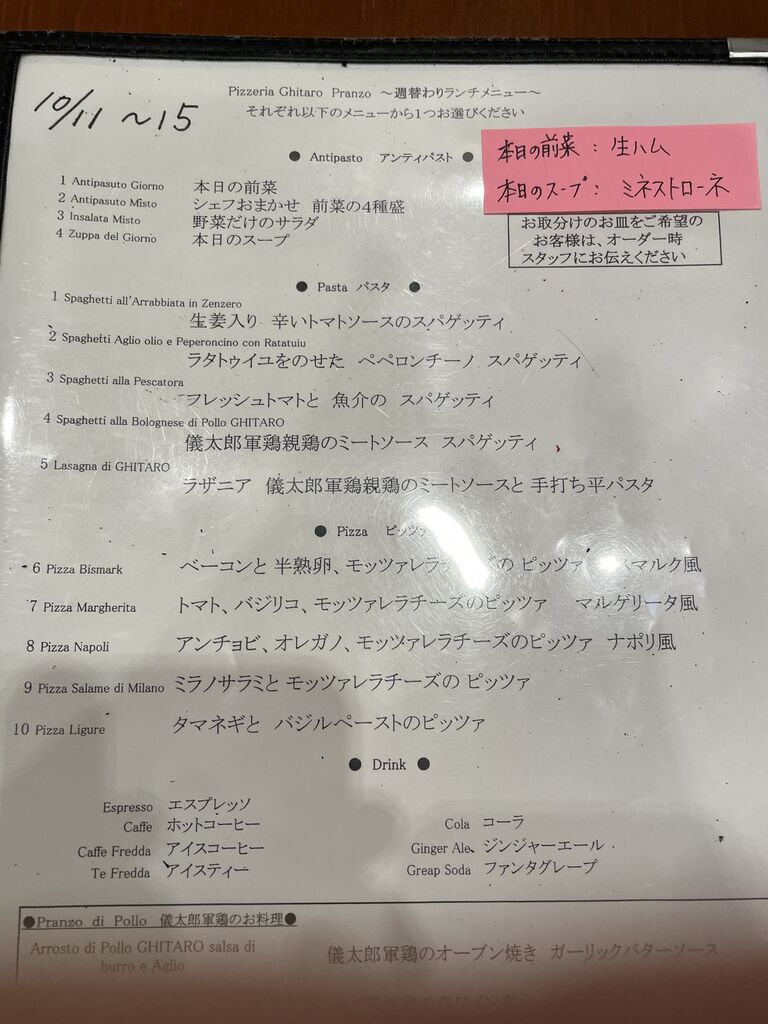 10/11 ~15
Pizzeria Ghitaro Pranzo ～週替わりランチメニュー～
それぞれ以下のメニューから1つお選びください
本日の前菜：生ハム
本日のスープ：ミネストローネ
お取分けのお皿をご希望の
お客様は、オーダー時
スタッフにお伝えください
● Antipasto アンティパスト ●
1 Antipasuto Giorno 本日の前菜
2 Antipasuto Misto シェフおまかせ 前菜の4種盛
3 Insalata Misto 野菜だけのサラダ
4 Zuppa del Giorno 本日のスープ
● Pasta パスタ ●
1 Spaghetti all'Arrabbiata in Zenzero
生姜入り 辛いトマトソースのスパゲッティ
2 Spaghetti Aglio olio e Peperoncino con Ratatuiu
ラタトゥイユをのせた ペペロンチーノ スパゲッティ
3 Spaghetti alla Pescatora
フレッシュトマトと 魚介の スパゲッティ
4 Spaghetti alla Bolognese di Pollo GHITARO
儀太郎軍鶏親鶏のミートソース スパゲッティ
5 Lasagna di GHITARO
ラザニア 儀太郎軍鶏親鶏のミートソースと 手打ち平パスタ
● Pizza ピッツ
6 Pizza Bismark ベーコンと 半熟卵、モッツァレラ の ピッツァ マルク風
7 Pizza Margherita トマト、バジリコ、モッツァレラチーズのピッツァ マルゲリータ風
8 Pizza Napoli アンチョビ、オレガノ、モッツァレラチーズのピッツァ ナポリ風
9 Pizza Salame di Milano ミラノサラミと モッツァレラチーズの ピッツァ
10 Pizza Ligure タマネギと バジルペーストのピッツァ
● Drink ●
Espresso エスプレッソ
Caffe ホットコーヒー
Caffe Fredda アイスコーヒー
Te Fredda アイスティー
Cola コーラ
Ginger Ale ジンジャーエール
Greap Soda ファンタグレープ
●Pranzo di Pollo 儀太郎軍鶏のお料理●
Arrosto di Pollo GHITARO salsa di
burro e Aglio
儀太郎軍鶏のオーブン焼き ガーリックバターソース